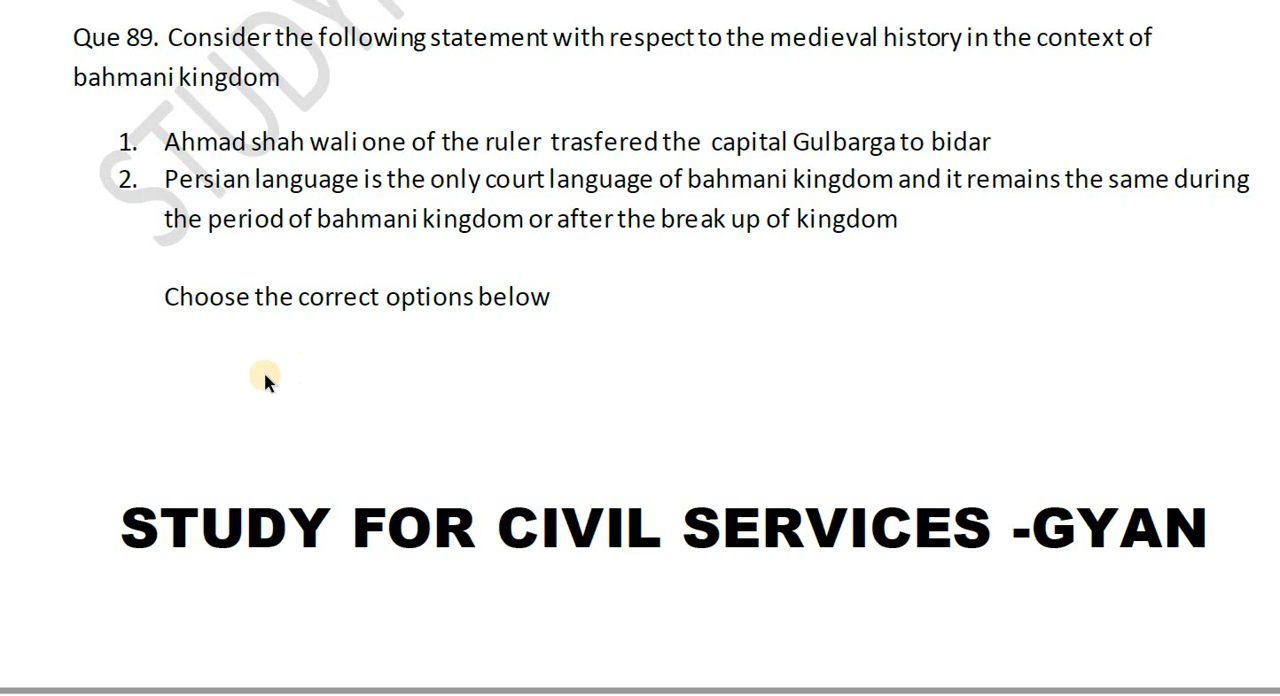 Que 89. Consider the following statement with respect to the medieval history in the context of
bahmani kingdom
1. Ahmad shah wali one of the ruler trasfered the capital Gulbarga to bidar
2. Persian language is the only court language of bahmani kingdom and it remains the same during
the period of bahmani kingdom or after the break up of kingdom
Choose the correct options below
STUDY FOR CIVIL SERVICES -GYAN